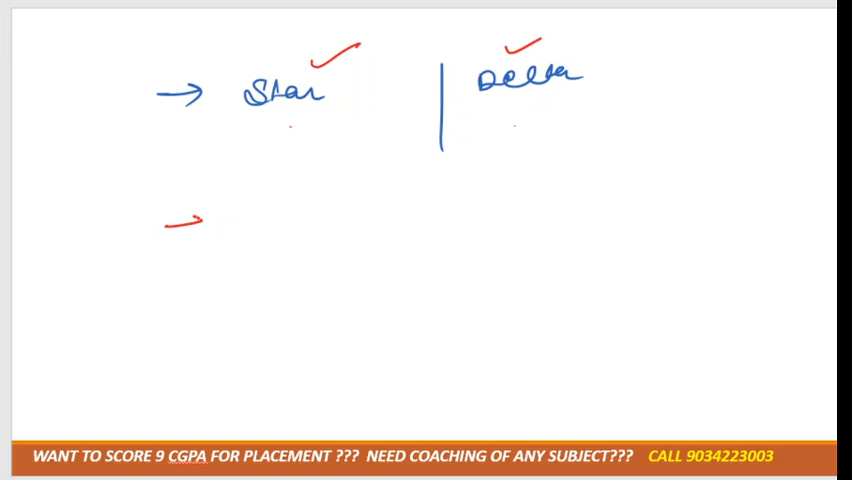 → Star | Delta
WANT TO SCORE 9 CGPA FOR PLACEMENT ??? NEED COACHING OF ANY SUBJECT??? CALL 9034223003